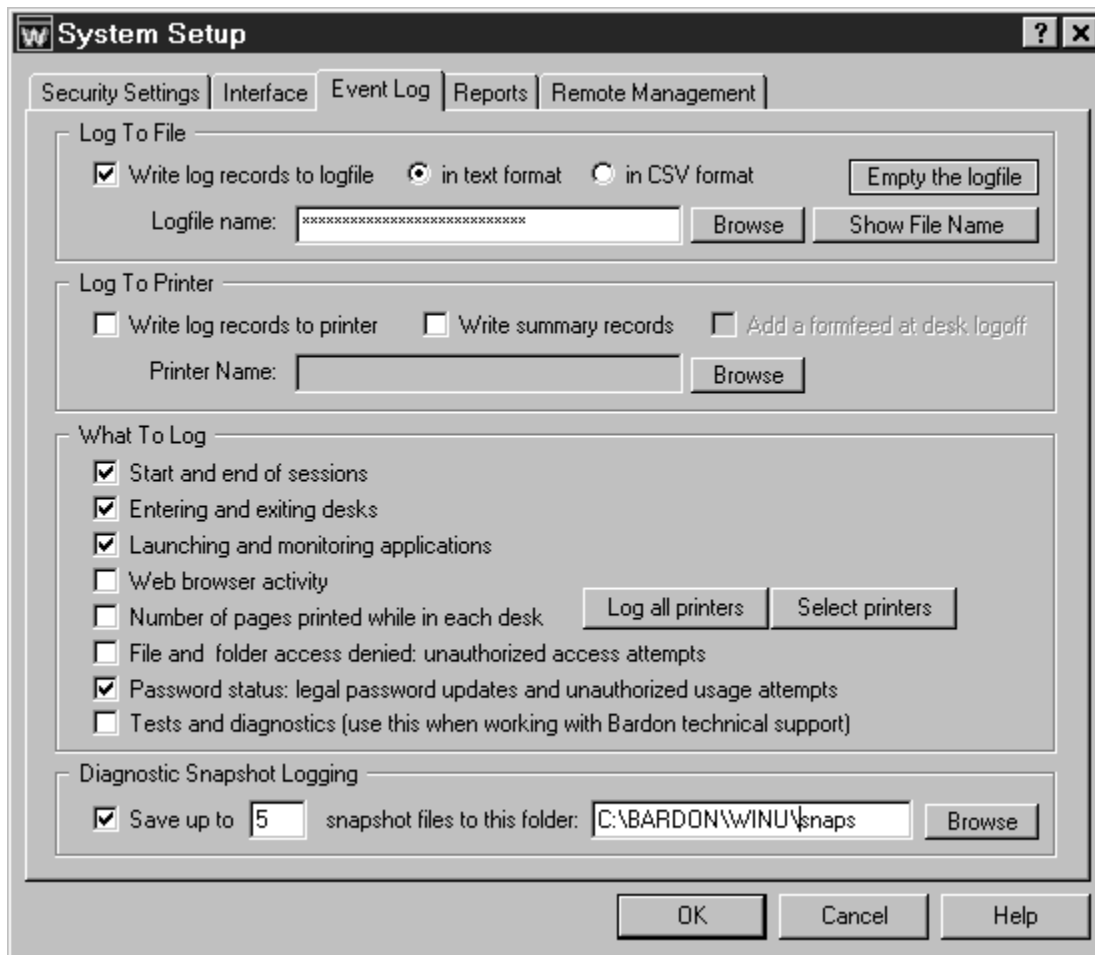 System Setup
Security Settings Interface Event Log Reports Remote Management
Log To File
Write log records to logfile in text format in CSV format Empty the logfile
Logfile name: **************************** Browse Show File Name
Log To Printer
Write log records to printer Write summary records Add a formfeed at desk logoff
Printer Name: Browse
What To Log
Start and end of sessions
Entering and exiting desks
Launching and monitoring applications
Web browser activity
Number of pages printed while in each desk Log all printers Select printers
File and folder access denied: unauthorized access attempts
Password status: legal password updates and unauthorized usage attempts
Tests and diagnostics (use this when working with Bardon technical support)
Diagnostic Snapshot Logging
Save up to 5 snapshot files to this folder: C:\BARDON\WINU\snaps Browse
OK Cancel Help